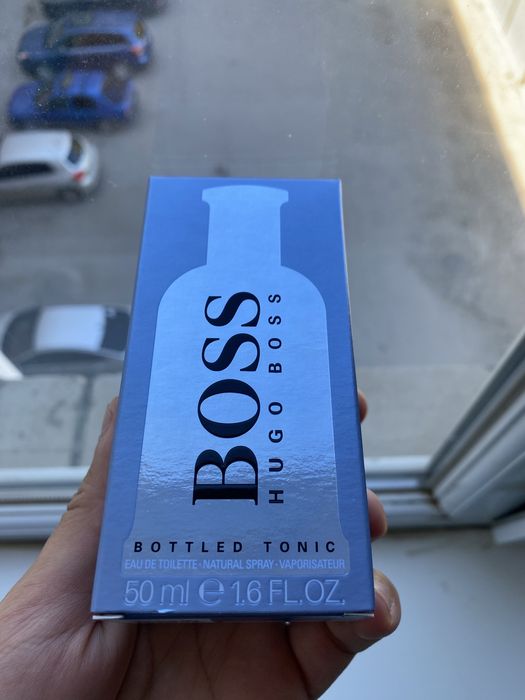 BOSS
HUGO BOSS
BOTTLED TONIC
EAU DE TOILETTE · NATURAL SPRAY · VAPORISATEUR
50 ml ℮ 1.6 FL.OZ.